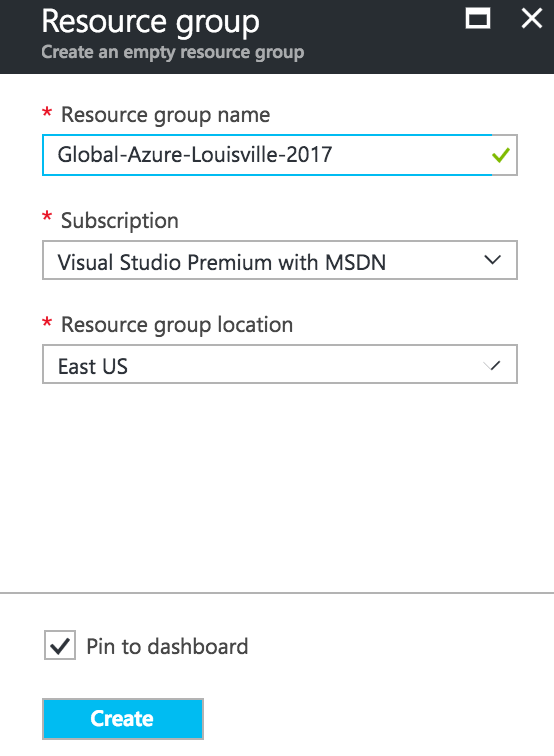 Resource group
Create an empty resource group
* Resource group name
Global-Azure-Louisville-2017
* Subscription
Visual Studio Premium with MSDN
* Resource group location
East US
Pin to dashboard
Create